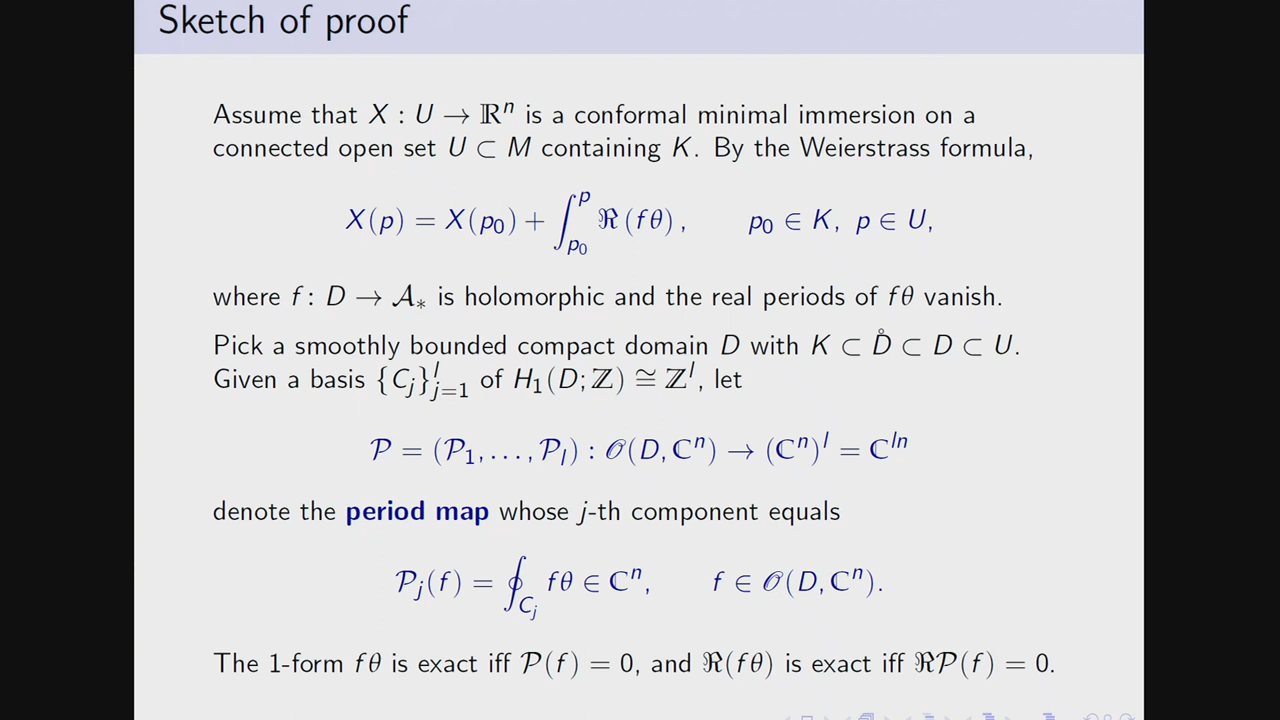 Sketch of proof
Assume that X : U → ℝⁿ is a conformal minimal immersion on a
connected open set U ⊂ M containing K. By the Weierstrass formula,
X(p) = X(p₀) + ∫_{p₀}^{p} ℜ (fθ) , p₀ ∈ K, p ∈ U,
where f : D → 𝒜∗ is holomorphic and the real periods of fθ vanish.
Pick a smoothly bounded compact domain D with K ⊂ D̊ ⊂ D ⊂ U.
Given a basis {C_j}_{j=1}^{l} of H₁(D; ℤ) ≅ ℤ^l, let
𝒫 = (𝒫₁, . . . , 𝒫_l) : 𝒪(D, ℂⁿ) → (ℂⁿ)^l = ℂ^{ln}
denote the period map whose j-th component equals
𝒫_j(f) = ∮_{C_j} fθ ∈ ℂⁿ, f ∈ 𝒪(D, ℂⁿ).
The 1-form fθ is exact iff 𝒫(f) = 0, and ℜ(fθ) is exact iff ℜ𝒫(f) = 0.